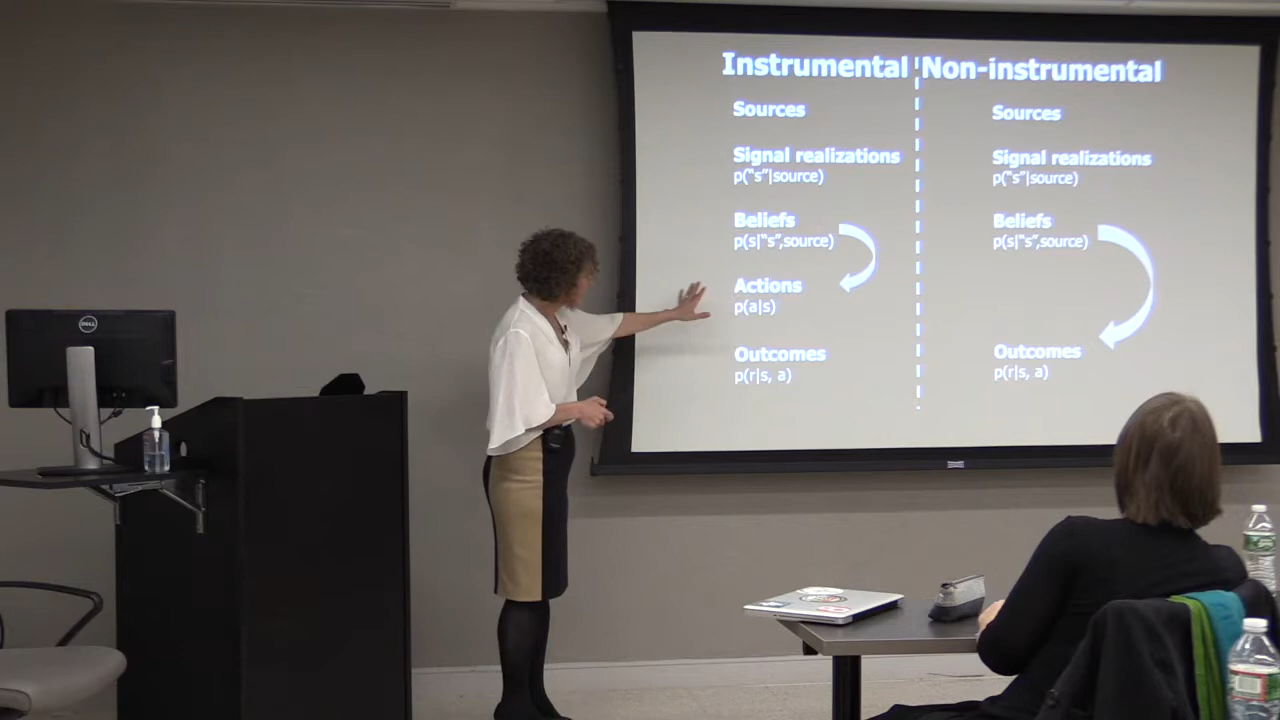 Instrumental
Sources
Signal realizations
p("s"|source)
Beliefs
p(s|"s",source)
Actions
p(a|s)
Outcomes
p(r|s, a)
Non-instrumental
Sources
Signal realizations
p("s"|source)
Beliefs
p(s|"s",source)
Outcomes
p(r|s, a)
DELL